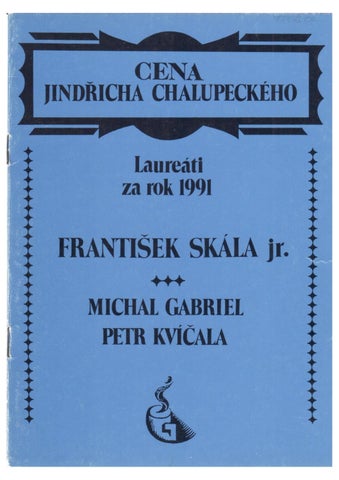 CENA
JINDŘICHA CHALUPECKÉHO
Laureáti
za rok 1991
FRANTIŠEK SKÁLA jr.
MICHAL GABRIEL
PETR KVÍČALA